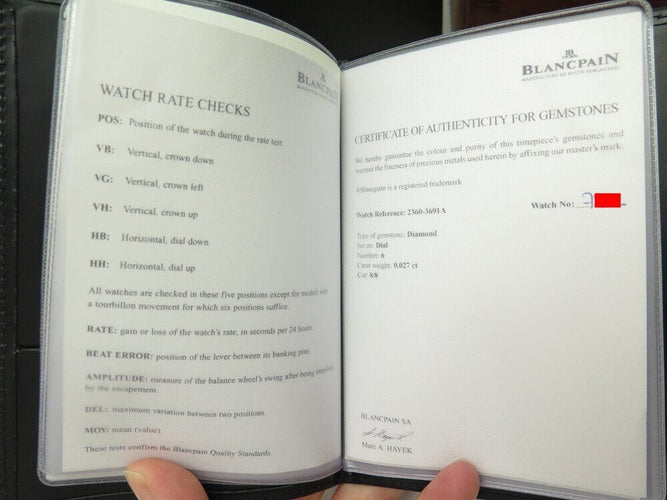 JB
BLANCPAIN
MANUFACTURE DE HAUTE HORLOGERIE
WATCH RATE CHECKS
POS: Position of the watch during the rate test:
VB: Vertical, crown down
VG: Vertical, crown left
VH: Vertical, crown up
HB: Horizontal, dial down
HH: Horizontal, dial up
All watches are checked in these five positions except for models with
a tourbillon movement for which six positions suffice.
RATE: gain or loss of the watch's rate, in seconds per 24 hours.
BEAT ERROR: position of the lever between its banking pins.
AMPLITUDE: measure of the balance wheel's swing after being impulsed
by the escapement.
DEL: maximum variation between two positions.
MOY: mean (value).
These tests confirm the Blancpain Quality Standards.
JB
BLANCPAIN
MANUFACTURE DE HAUTE HORLOGERIE
CERTIFICATE OF AUTHENTICITY FOR GEMSTONES
We hereby guarantee the colour and purity of this timepiece's gemstones and
warrant the fineness of precious metals used herein by affixing our master's mark.
®Blancpain is a registered trademark
Watch Reference: 2360-3691A
Watch No:
Type of gemstone: Diamond
Set on: Dial
Number: 6
Carat weight: 0.027 ct
Cut: 8/8
BLANCPAIN SA
Marc A. HAYEK